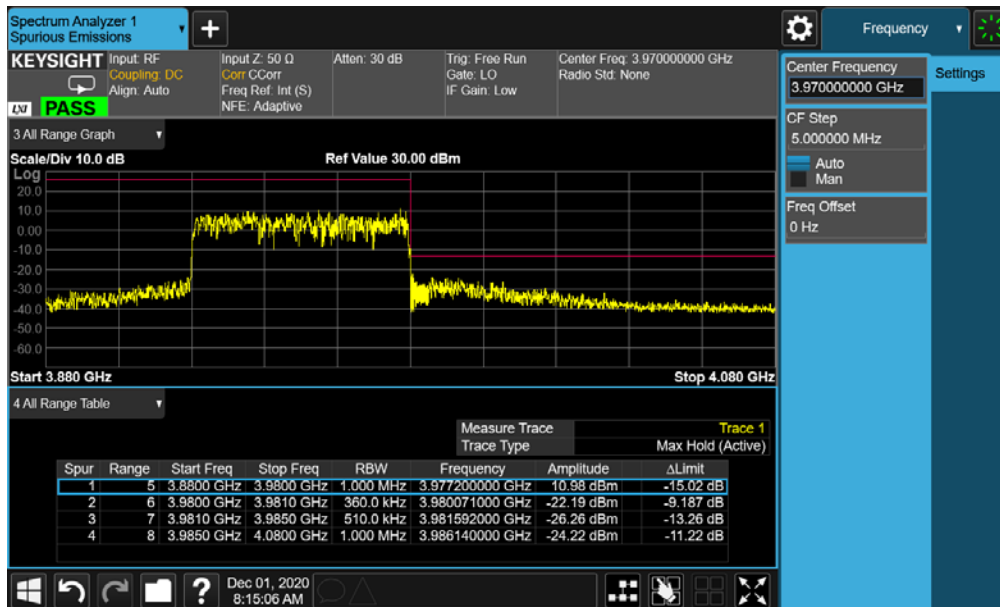 Spectrum Analyzer 1
Spurious Emissions
+
Frequency
KEYSIGHT
LXI
PASS
Input: RF
Coupling: DC
Align: Auto
Input Z: 50 Ω
Corr CCorr
Freq Ref: Int (S)
NFE: Adaptive
Atten: 30 dB
Trig: Free Run
Gate: LO
IF Gain: Low
Center Freq: 3.970000000 GHz
Radio Std: None
Center Frequency
3.970000000 GHz
Settings
CF Step
5.000000 MHz
Auto
Man
Freq Offset
0 Hz
3 All Range Graph
Scale/Div 10.0 dB Ref Value 30.00 dBm
Log
20.0
10.0
0.00
-10.0
-20.0
-30.0
-40.0
-50.0
-60.0
Start 3.880 GHz Stop 4.080 GHz
4 All Range Table
Measure Trace Trace 1
Trace Type Max Hold (Active)
Spur Range Start Freq Stop Freq RBW Frequency Amplitude ΔLimit
1 5 3.8800 GHz 3.9800 GHz 1.000 MHz 3.977200000 GHz 10.98 dBm -15.02 dB
2 6 3.9800 GHz 3.9810 GHz 360.0 kHz 3.980071000 GHz -22.19 dBm -9.187 dB
3 7 3.9810 GHz 3.9850 GHz 510.0 kHz 3.981592000 GHz -26.26 dBm -13.26 dB
4 8 3.9850 GHz 4.0800 GHz 1.000 MHz 3.986140000 GHz -24.22 dBm -11.22 dB
?
Dec 01, 2020
8:15:06 AM